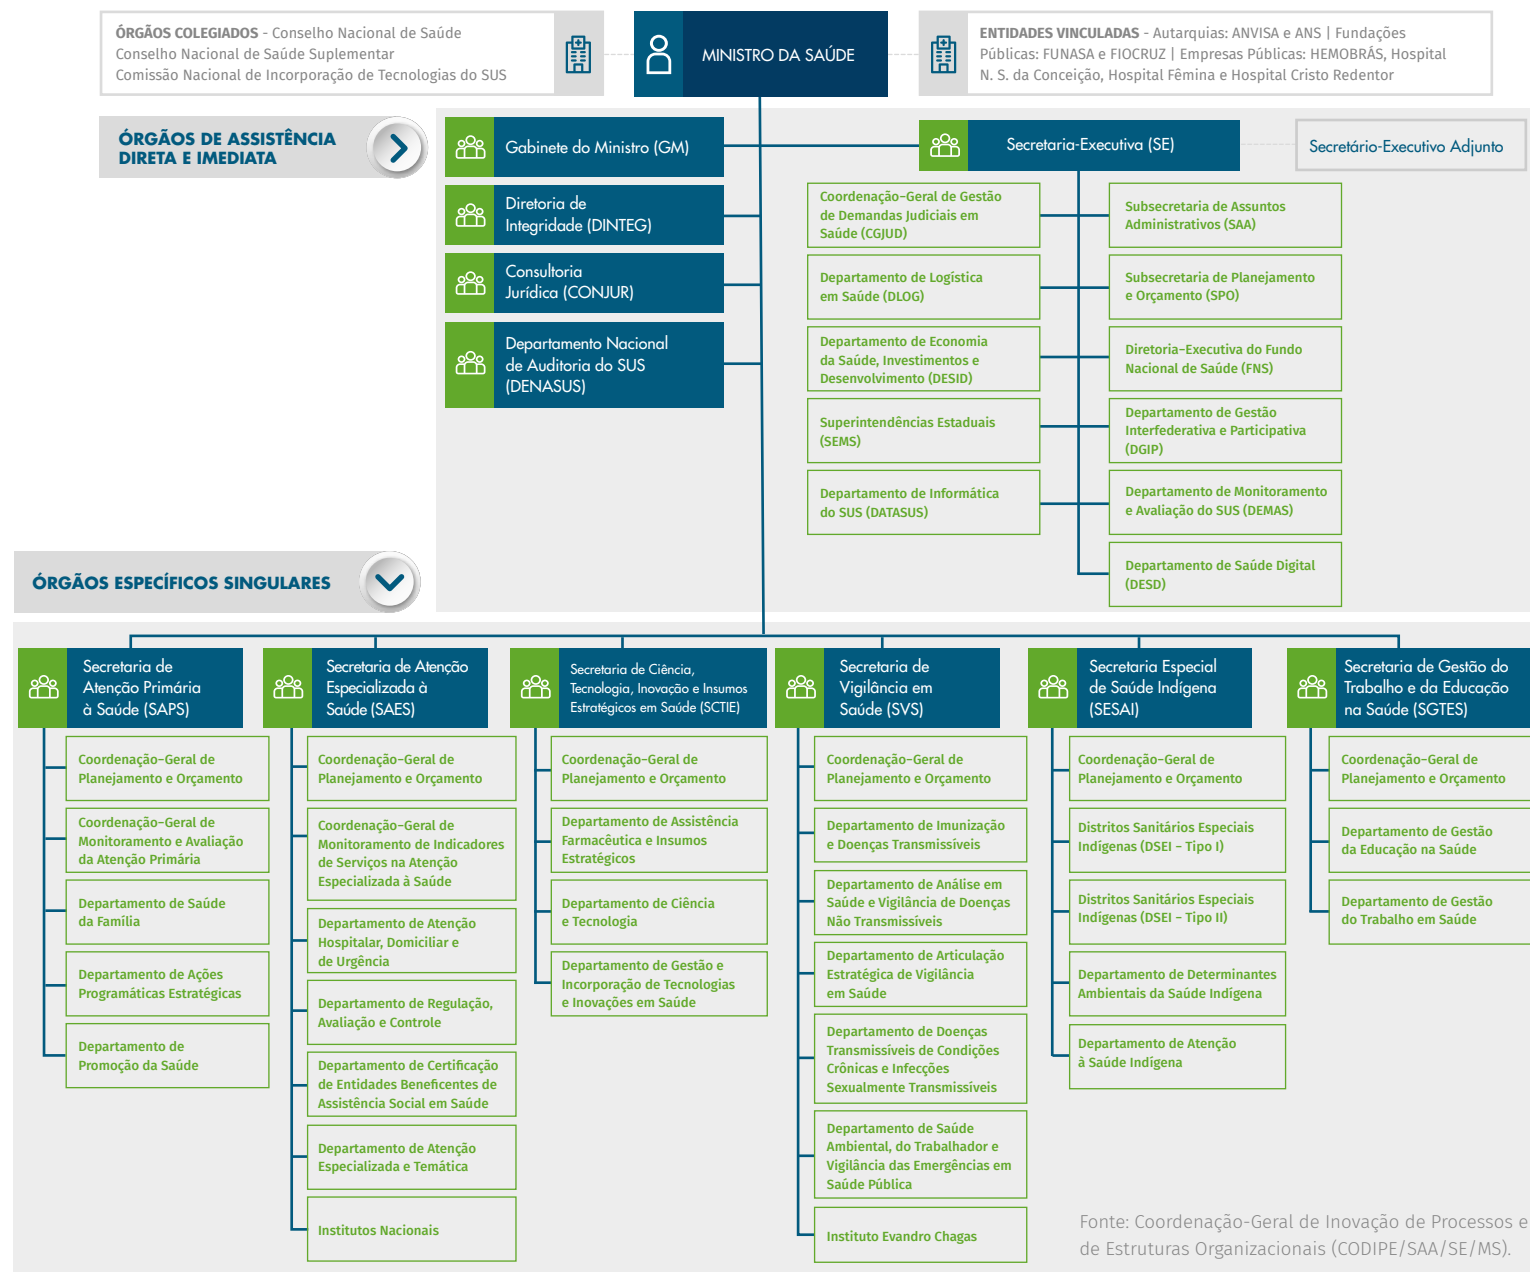 ÓRGÃOS COLEGIADOS - Conselho Nacional de Saúde
Conselho Nacional de Saúde Suplementar
Comissão Nacional de Incorporação de Tecnologias do SUS
MINISTRO DA SAÚDE
ENTIDADES VINCULADAS - Autarquias: ANVISA e ANS | Fundações
Públicas: FUNASA e FIOCRUZ | Empresas Públicas: HEMOBRÁS, Hospital
N. S. da Conceição, Hospital Fêmina e Hospital Cristo Redentor
ÓRGÃOS DE ASSISTÊNCIA
DIRETA E IMEDIATA
Gabinete do Ministro (GM)
Diretoria de
Integridade (DINTEG)
Consultoria
Jurídica (CONJUR)
Departamento Nacional
de Auditoria do SUS
(DENASUS)
Secretaria-Executiva (SE)
Secretário-Executivo Adjunto
Coordenação-Geral de Gestão
de Demandas Judiciais em
Saúde (CGJUD)
Departamento de Logística
em Saúde (DLOG)
Departamento de Economia
da Saúde, Investimentos e
Desenvolvimento (DESID)
Superintendências Estaduais
(SEMS)
Departamento de Informática
do SUS (DATASUS)
Subsecretaria de Assuntos
Administrativos (SAA)
Subsecretaria de Planejamento
e Orçamento (SPO)
Diretoria-Executiva do Fundo
Nacional de Saúde (FNS)
Departamento de Gestão
Interfederativa e Participativa
(DGIP)
Departamento de Monitoramento
e Avaliação do SUS (DEMAS)
Departamento de Saúde Digital
(DESD)
ÓRGÃOS ESPECÍFICOS SINGULARES
Secretaria de
Atenção Primária
à Saúde (SAPS)
Coordenação-Geral de
Planejamento e Orçamento
Coordenação-Geral de
Monitoramento e Avaliação
da Atenção Primária
Departamento de Saúde
da Família
Departamento de Ações
Programáticas Estratégicas
Departamento de
Promoção da Saúde
Secretaria de Atenção
Especializada à
Saúde (SAES)
Coordenação-Geral de
Planejamento e Orçamento
Coordenação-Geral de
Monitoramento de Indicadores
de Serviços na Atenção
Especializada à Saúde
Departamento de Atenção
Hospitalar, Domiciliar e
de Urgência
Departamento de Regulação,
Avaliação e Controle
Departamento de Certificação
de Entidades Beneficentes de
Assistência Social em Saúde
Departamento de Atenção
Especializada e Temática
Institutos Nacionais
Secretaria de Ciência,
Tecnologia, Inovação e Insumos
Estratégicos em Saúde (SCTIE)
Coordenação-Geral de
Planejamento e Orçamento
Departamento de Assistência
Farmacêutica e Insumos
Estratégicos
Departamento de Ciência
e Tecnologia
Departamento de Gestão e
Incorporação de Tecnologias
e Inovações em Saúde
Secretaria de
Vigilância em
Saúde (SVS)
Coordenação-Geral de
Planejamento e Orçamento
Departamento de Imunização
e Doenças Transmissíveis
Departamento de Análise em
Saúde e Vigilância de Doenças
Não Transmissíveis
Departamento de Articulação
Estratégica de Vigilância
em Saúde
Departamento de Doenças
Transmissíveis de Condições
Crônicas e Infecções
Sexualmente Transmissíveis
Departamento de Saúde
Ambiental, do Trabalhador e
Vigilância das Emergências em
Saúde Pública
Instituto Evandro Chagas
Secretaria Especial
de Saúde Indígena
(SESAI)
Coordenação-Geral de
Planejamento e Orçamento
Distritos Sanitários Especiais
Indígenas (DSEI - Tipo I)
Distritos Sanitários Especiais
Indígenas (DSEI - Tipo II)
Departamento de Determinantes
Ambientais da Saúde Indígena
Departamento de Atenção
à Saúde Indígena
Secretaria de Gestão do
Trabalho e da Educação
na Saúde (SGTES)
Coordenação-Geral de
Planejamento e Orçamento
Departamento de Gestão
da Educação na Saúde
Departamento de Gestão
do Trabalho em Saúde
Fonte: Coordenação-Geral de Inovação de Processos e
de Estruturas Organizacionais (CODIPE/SAA/SE/MS).